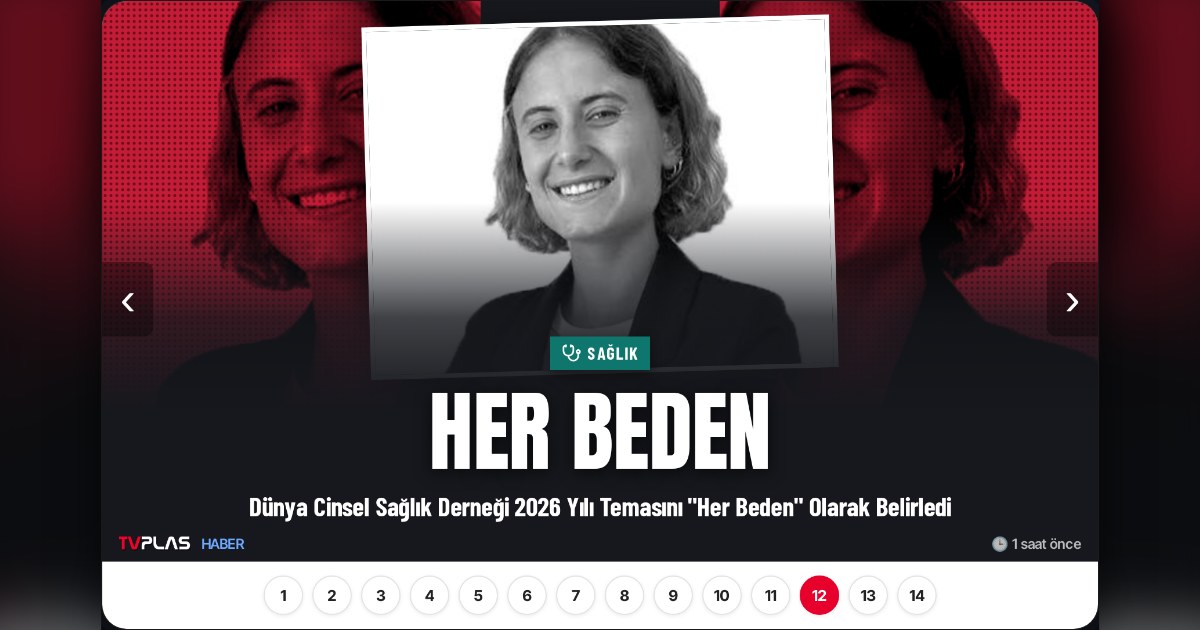 SAĞLIK
HER BEDEN
Dünya Cinsel Sağlık Derneği 2026 Yılı Temasını "Her Beden" Olarak Belirledi
TVPLAS HABER
1 saat önce
1 2 3 4 5 6 7 8 9 10 11 12 13 14